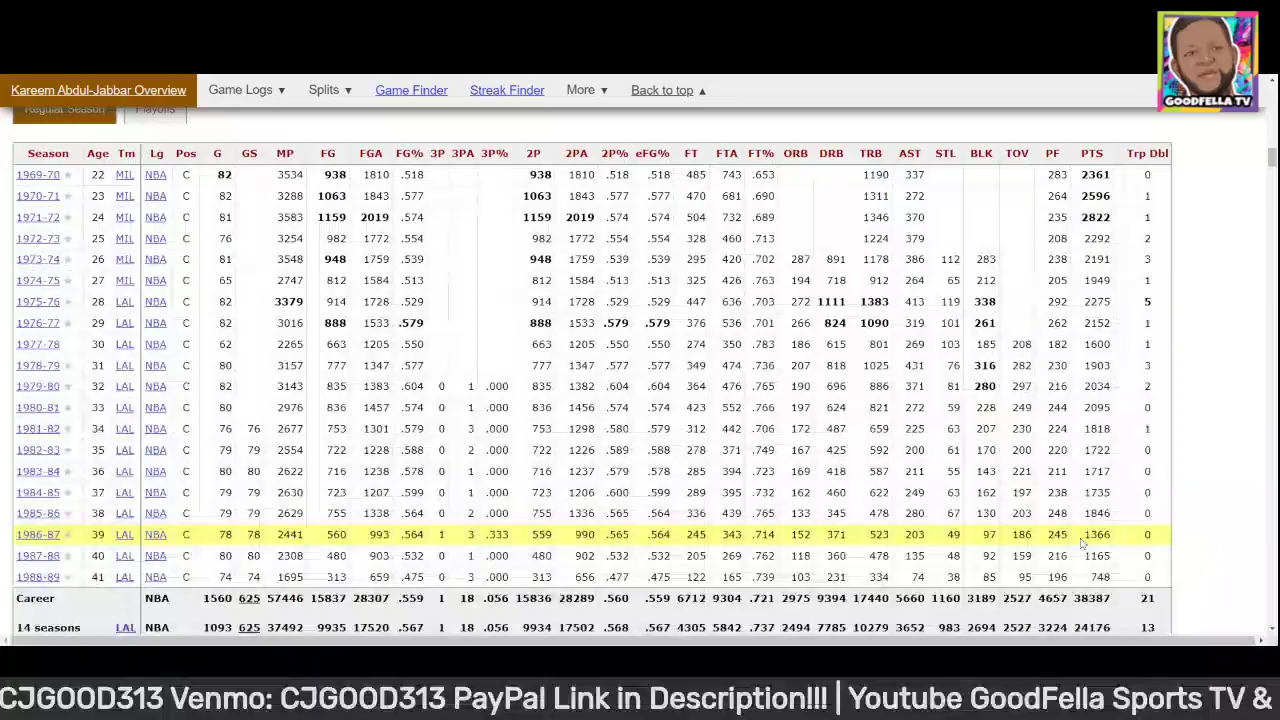 GOODFELLA TV
Kareem Abdul-Jabbar Overview Game Logs ▼ Splits ▼ Game Finder Streak Finder More ▼ Back to top ▲
Regular Season Playoffs
Season Age Tm Lg Pos G GS MP FG FGA FG% 3P 3PA 3P% 2P 2PA 2P% eFG% FT FTA FT% ORB DRB TRB AST STL BLK TOV PF PTS Trp Dbl
1969-70 22 MIL NBA C 82 3534 938 1810 .518 938 1810 .518 .518 485 743 .653 1190 337 283 2361 0
1970-71 23 MIL NBA C 82 3288 1063 1843 .577 1063 1843 .577 .577 470 681 .690 1311 272 264 2596 1
1971-72 24 MIL NBA C 81 3583 1159 2019 .574 1159 2019 .574 .574 504 732 .689 1346 370 235 2822 1
1972-73 25 MIL NBA C 76 3254 982 1772 .554 982 1772 .554 .554 328 460 .713 1224 379 208 2292 2
1973-74 26 MIL NBA C 81 3548 948 1759 .539 948 1759 .539 .539 295 420 .702 287 891 1178 386 112 283 238 2191 3
1974-75 27 MIL NBA C 65 2747 812 1584 .513 812 1584 .513 .513 325 426 .763 194 718 912 264 65 212 205 1949 1
1975-76 28 LAL NBA C 82 3379 914 1728 .529 914 1728 .529 .529 447 636 .703 272 1111 1383 413 119 338 292 2275 5
1976-77 29 LAL NBA C 82 3016 888 1533 .579 888 1533 .579 .579 376 536 .701 266 824 1090 319 101 261 262 2152 1
1977-78 30 LAL NBA C 62 2265 663 1205 .550 663 1205 .550 .550 274 350 .783 186 615 801 269 103 185 208 182 1600 1
1978-79 31 LAL NBA C 80 3157 777 1347 .577 777 1347 .577 .577 349 474 .736 207 818 1025 431 76 316 282 230 1903 3
1979-80 32 LAL NBA C 82 3143 835 1383 .604 0 1 .000 835 1382 .604 .604 364 476 .765 190 696 886 371 81 280 297 216 2034 2
1980-81 33 LAL NBA C 80 2976 836 1457 .574 0 1 .000 836 1456 .574 .574 423 552 .766 197 624 821 272 59 228 249 244 2095 0
1981-82 34 LAL NBA C 76 76 2677 753 1301 .579 0 3 .000 753 1298 .580 .579 312 442 .706 172 487 659 225 63 207 230 224 1818 1
1982-83 35 LAL NBA C 79 79 2554 722 1228 .588 0 2 .000 722 1226 .589 .588 278 371 .749 167 425 592 200 61 170 200 220 1722 0
1983-84 36 LAL NBA C 80 80 2622 716 1238 .578 0 1 .000 716 1237 .579 .578 285 394 .723 169 418 587 211 55 143 221 211 1717 0
1984-85 37 LAL NBA C 79 79 2630 723 1207 .599 0 1 .000 723 1206 .600 .599 289 395 .732 162 460 622 249 63 162 197 238 1735 0
1985-86 38 LAL NBA C 79 79 2629 755 1338 .564 0 2 .000 755 1336 .565 .564 336 439 .765 133 345 478 280 67 130 203 248 1846 0
1986-87 39 LAL NBA C 78 78 2441 560 993 .564 1 3 .333 559 990 .565 .564 245 343 .714 152 371 523 203 49 97 186 245 1366 0
1987-88 40 LAL NBA C 80 80 2308 480 903 .532 0 1 .000 480 902 .532 .532 205 269 .762 118 360 478 135 48 92 159 216 1165 0
1988-89 41 LAL NBA C 74 74 1695 313 659 .475 0 3 .000 313 656 .477 .475 122 165 .739 103 231 334 74 38 85 95 196 748 0
Career NBA 1560 625 57446 15837 28307 .559 1 18 .056 15836 28289 .560 .559 6712 9304 .721 2975 9394 17440 5660 1160 3189 2527 4657 38387 21
14 seasons LAL NBA 1093 625 37492 9935 17520 .567 1 18 .056 9934 17502 .568 .567 4305 5842 .737 2494 7785 10279 3652 983 2694 2527 3224 24176 13
CJGOOD313 Venmo: CJGOOD313 PayPal Link in Description!!! | Youtube GoodFella Sports TV &